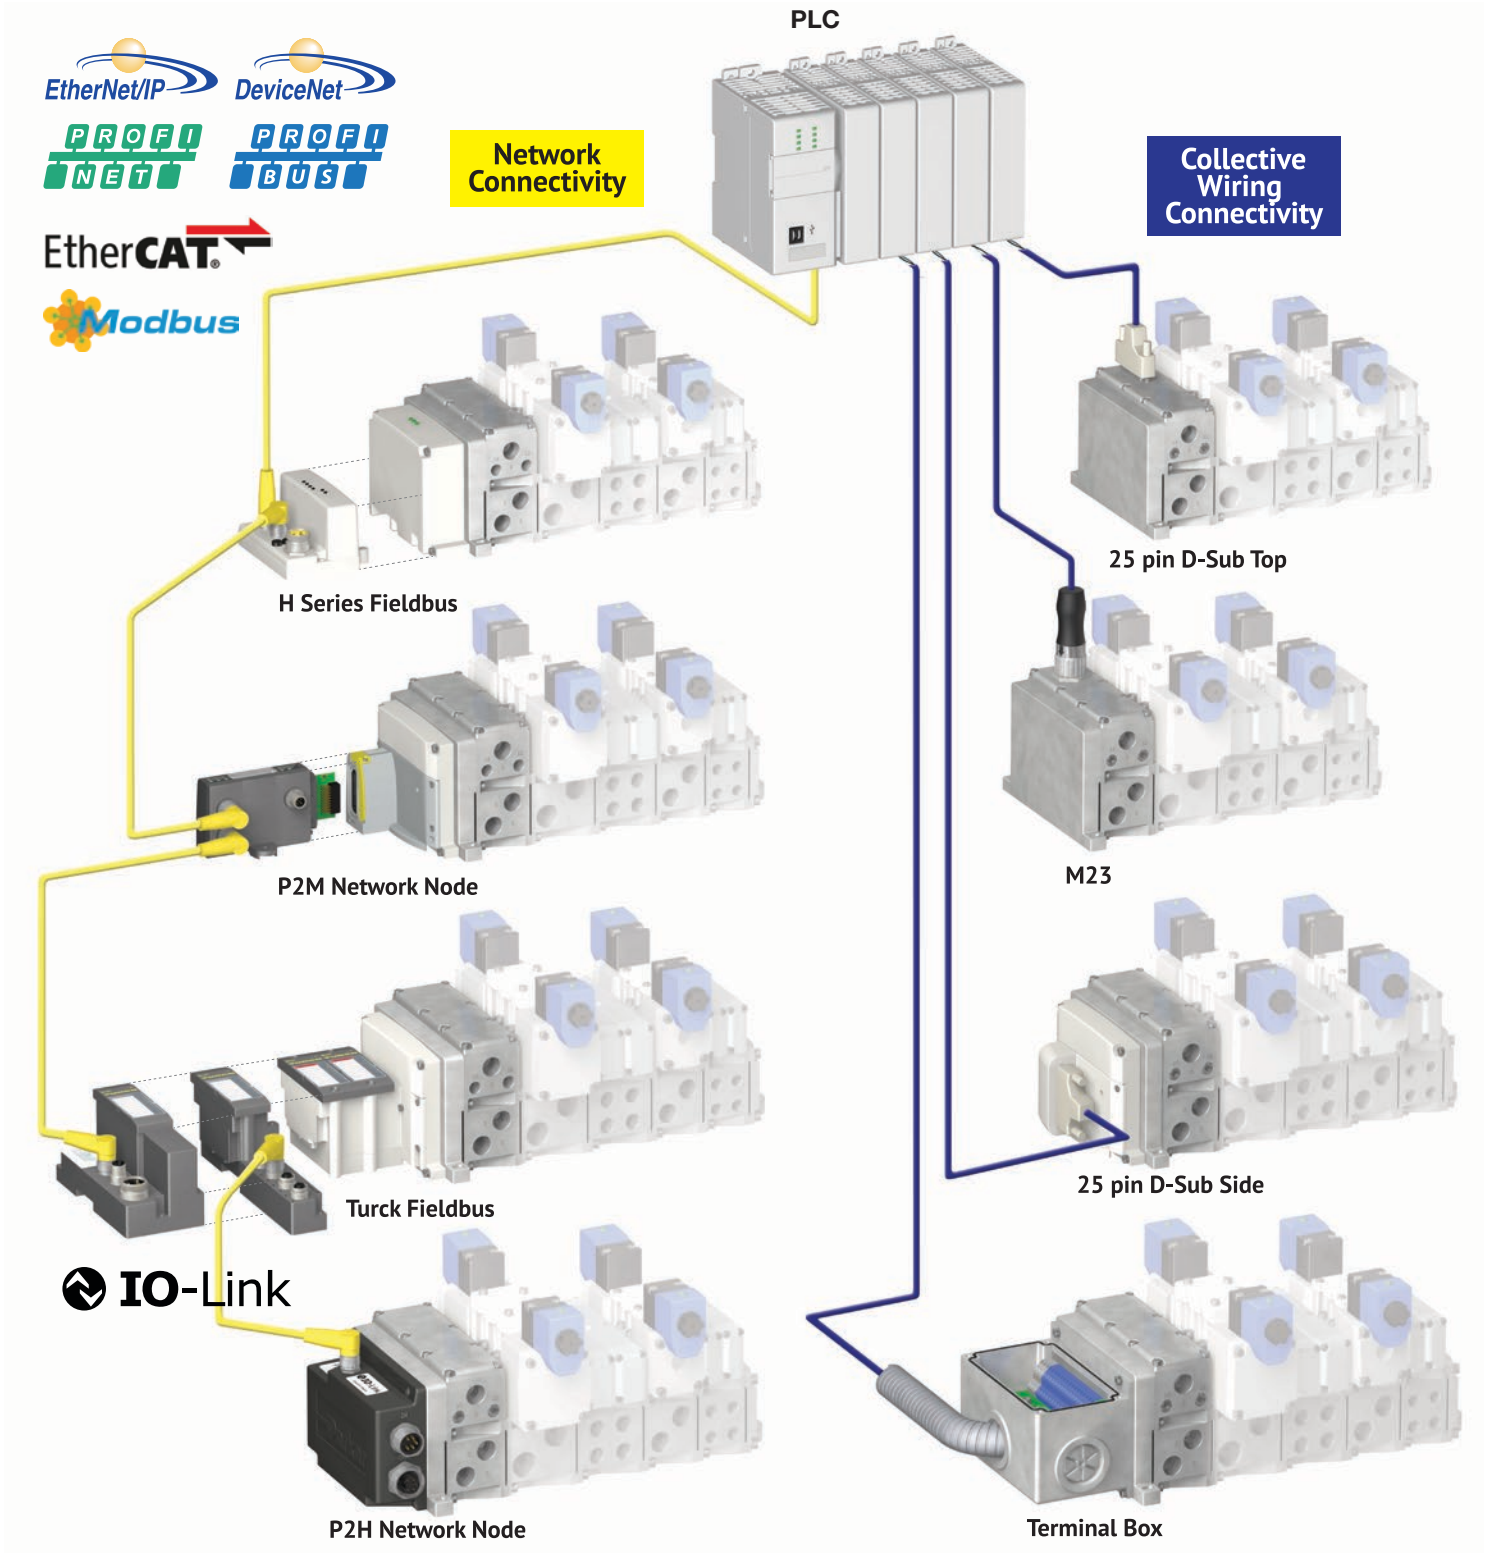 PLC
EtherNet/IP
DeviceNet
PROFI
NET
PROFI
BUS
Network
Connectivity
Collective
Wiring
Connectivity
EtherCAT®
Modbus
25 pin D-Sub Top
H Series Fieldbus
M23
P2M Network Node
25 pin D-Sub Side
Turck Fieldbus
IO-Link
IO-Link
P2H Network Node
Terminal Box